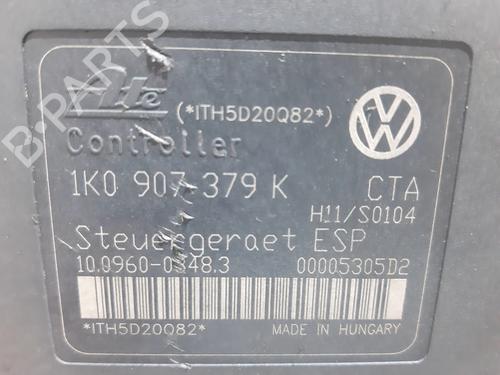 B-PARTS
Ate
(*ITH5D20Q82*)
Controller
1K0 907 379 K CTA
H11/S0104
Steuergeraet ESP
10.0960-0348.3 00005305D2
*ITH5D20Q82* MADE IN HUNGARY